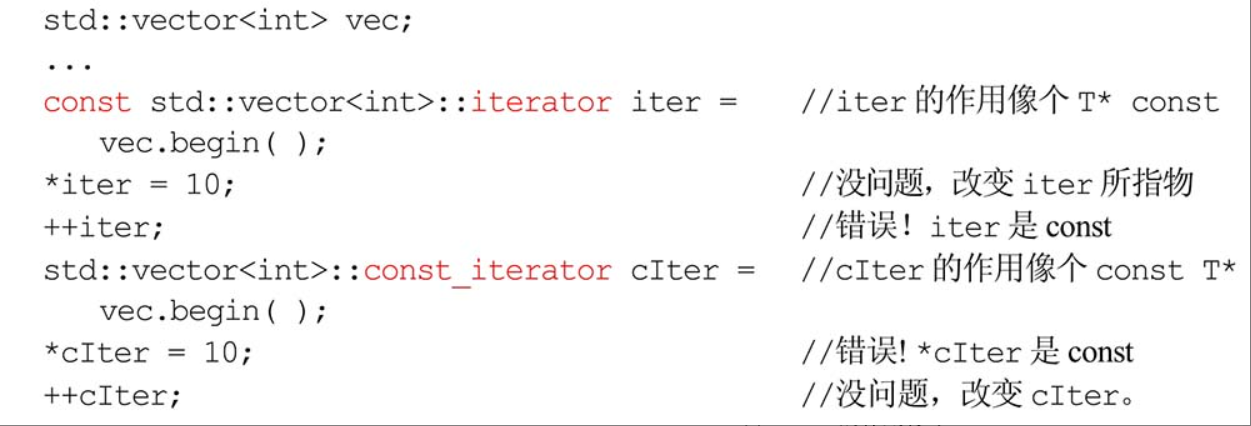 std::vector<int> vec;
...
const std::vector<int>::iterator iter = //iter 的作用像个 T* const
vec.begin( );
*iter = 10; //没问题，改变 iter 所指物
++iter; //错误！iter 是 const
std::vector<int>::const_iterator cIter = //cIter 的作用像个 const T*
vec.begin( );
*cIter = 10; //错误! *cIter 是 const
++cIter; //没问题，改变 cIter。